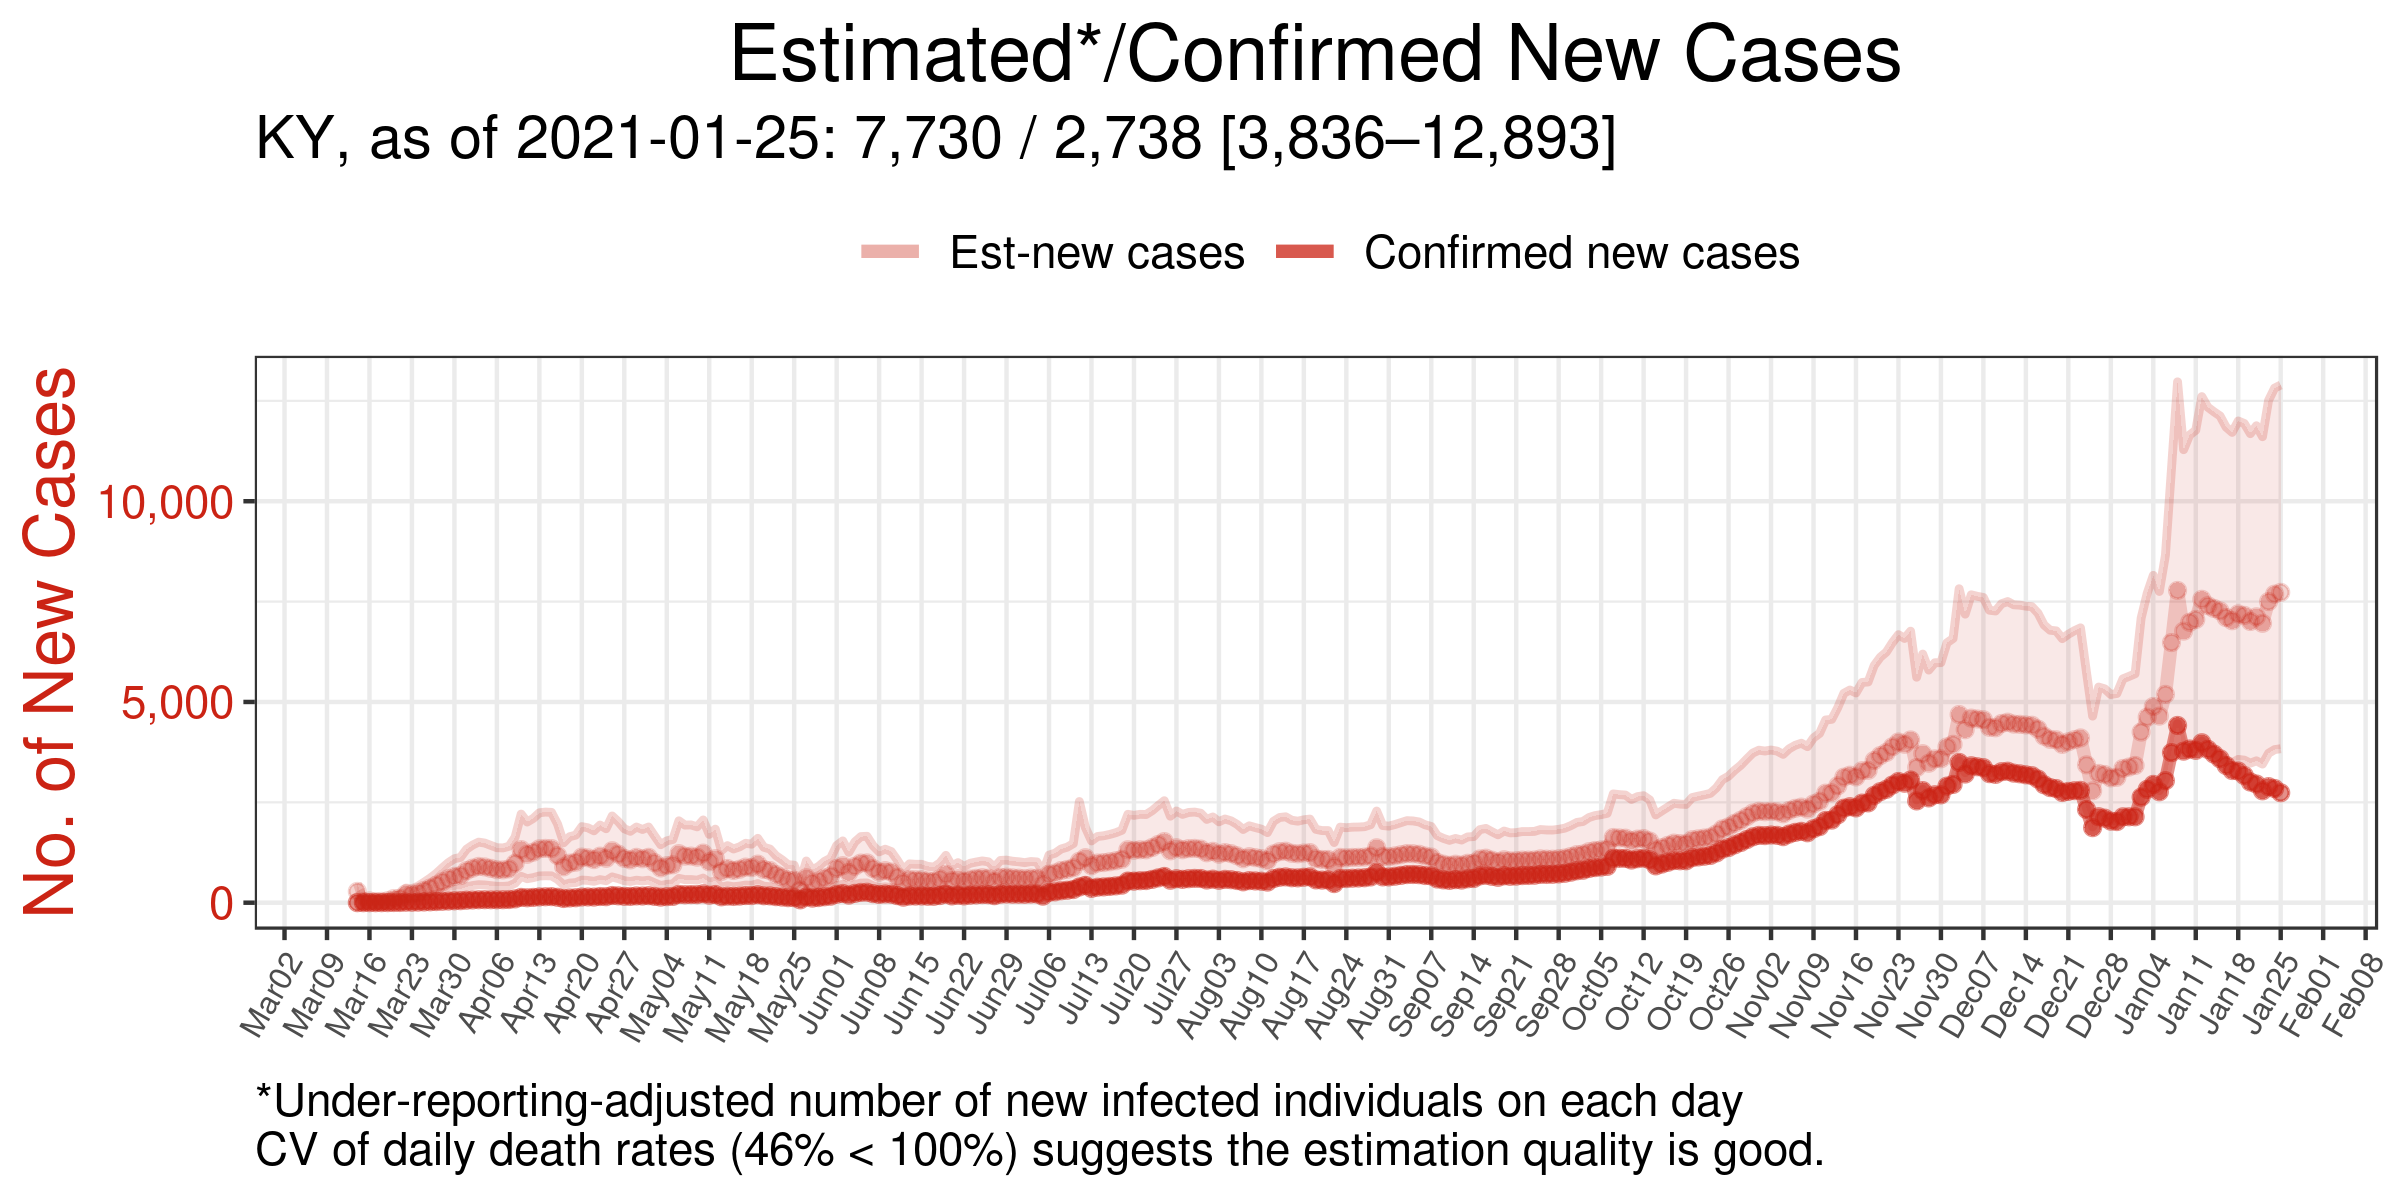 Estimated*/Confirmed New Cases
KY, as of 2021-01-25: 7,730 / 2,738 [3,836–12,893]
Est-new cases Confirmed new cases
No. of New Cases
10,000
5,000
0
Mar02 Mar09 Mar16 Mar23 Mar30 Apr06 Apr13 Apr20 Apr27 May04 May11 May18 May25 Jun01 Jun08 Jun15 Jun22 Jun29 Jul06 Jul13 Jul20 Jul27 Aug03 Aug10 Aug17 Aug24 Aug31 Sep07 Sep14 Sep21 Sep28 Oct05 Oct12 Oct19 Oct26 Nov02 Nov09 Nov16 Nov23 Nov30 Dec07 Dec14 Dec21 Dec28 Jan04 Jan11 Jan18 Jan25 Feb01 Feb08
*Under-reporting-adjusted number of new infected individuals on each day
CV of daily death rates (46% < 100%) suggests the estimation quality is good.